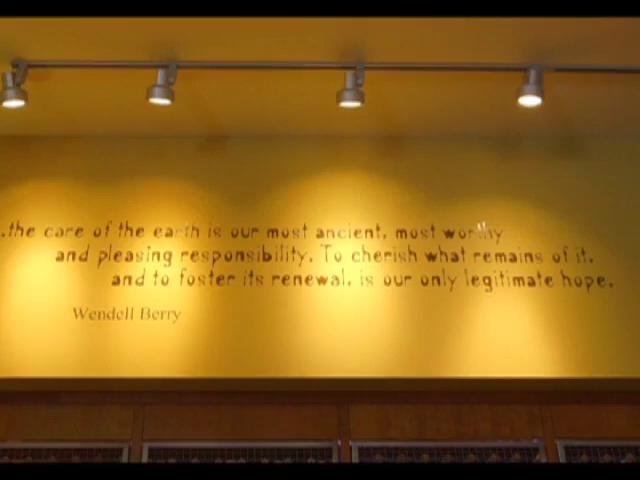 ..the care of the earth is our most ancient, most worthy
and pleasing responsibility. To cherish what remains of it,
and to foster its renewal, is our only legitimate hope.
Wendell Berry